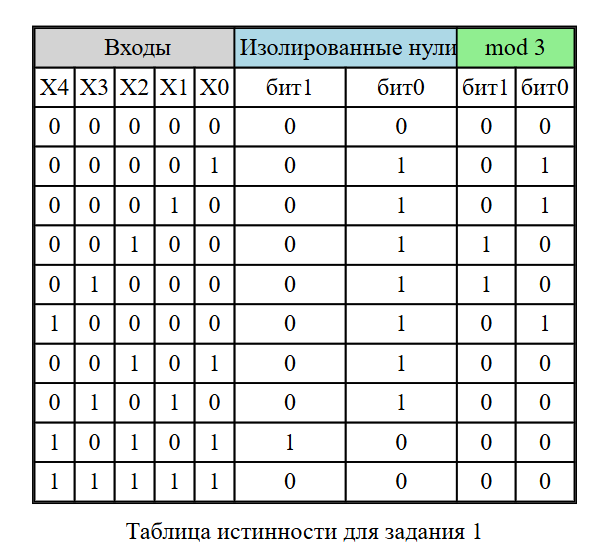 Входы Изолированные нули mod 3
X4 X3 X2 X1 X0 бит1 бит0 бит1 бит0
0 0 0 0 0 0 0 0 0
0 0 0 0 1 0 1 0 1
0 0 0 1 0 0 1 0 1
0 0 1 0 0 0 1 1 0
0 1 0 0 0 0 1 1 0
1 0 0 0 0 0 1 0 1
0 0 1 0 1 0 1 0 0
0 1 0 1 0 0 1 0 0
1 0 1 0 1 1 0 0 0
1 1 1 1 1 0 0 0 0
Таблица истинности для задания 1